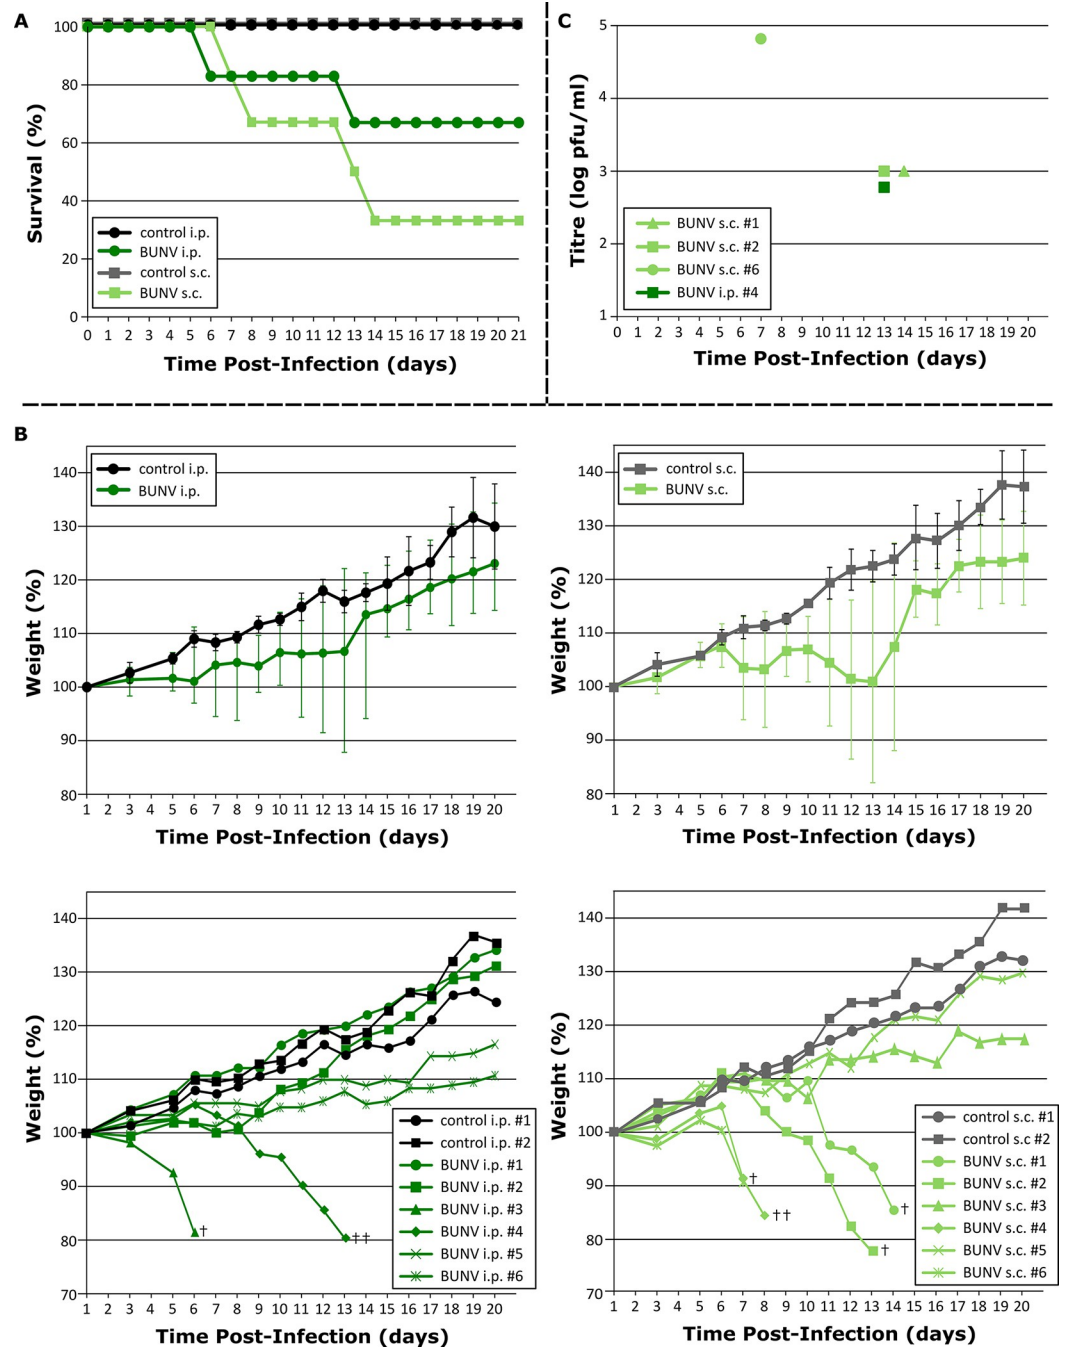 A
100
80
60
40
20
0
Survival (%)
control i.p.
BUNV i.p.
control s.c.
BUNV s.c.
0 1 2 3 4 5 6 7 8 9 10 11 12 13 14 15 16 17 18 19 20 21
Time Post-Infection (days)
C
5
4
3
2
1
Titre (log pfu/ml)
BUNV s.c. #1
BUNV s.c. #2
BUNV s.c. #6
BUNV i.p. #4
0 1 2 3 4 5 6 7 8 9 10 11 12 13 14 15 16 17 18 19 20
Time Post-Infection (days)
B
140
130
120
110
100
90
80
Weight (%)
control i.p.
BUNV i.p.
1 2 3 4 5 6 7 8 9 10 11 12 13 14 15 16 17 18 19 20
Time Post-Infection (days)
140
130
120
110
100
90
80
Weight (%)
control s.c.
BUNV s.c.
1 2 3 4 5 6 7 8 9 10 11 12 13 14 15 16 17 18 19 20
Time Post-Infection (days)
140
130
120
110
100
90
80
70
Weight (%)
†
††
control i.p. #1
control i.p. #2
BUNV i.p. #1
BUNV i.p. #2
BUNV i.p. #3
BUNV i.p. #4
BUNV i.p. #5
BUNV i.p. #6
1 2 3 4 5 6 7 8 9 10 11 12 13 14 15 16 17 18 19 20
Time Post-Infection (days)
140
130
120
110
100
90
80
70
Weight (%)
†
††
†
†
control s.c. #1
control s.c #2
BUNV s.c. #1
BUNV s.c. #2
BUNV s.c. #3
BUNV s.c. #4
BUNV s.c. #5
BUNV s.c. #6
1 2 3 4 5 6 7 8 9 10 11 12 13 14 15 16 17 18 19 20
Time Post-Infection (days)